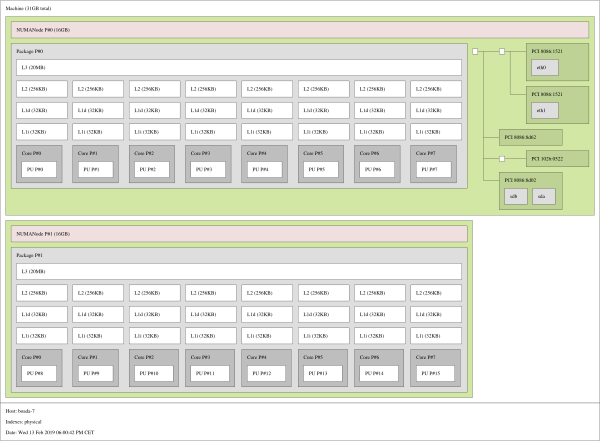 Machine (31GB total)
NUMANode P#0 (16GB)
Package P#0
L3 (20MB)
L2 (256KB) L2 (256KB) L2 (256KB) L2 (256KB) L2 (256KB) L2 (256KB) L2 (256KB) L2 (256KB)
L1d (32KB) L1d (32KB) L1d (32KB) L1d (32KB) L1d (32KB) L1d (32KB) L1d (32KB) L1d (32KB)
L1i (32KB) L1i (32KB) L1i (32KB) L1i (32KB) L1i (32KB) L1i (32KB) L1i (32KB) L1i (32KB)
Core P#0 Core P#1 Core P#2 Core P#3 Core P#4 Core P#5 Core P#6 Core P#7
PU P#0 PU P#1 PU P#2 PU P#3 PU P#4 PU P#5 PU P#6 PU P#7
PCI 8086:1521
eth0
PCI 8086:1521
eth1
PCI 8086:8d62
PCI 102b:0522
PCI 8086:8d02
sdb sda
NUMANode P#1 (16GB)
Package P#1
L3 (20MB)
L2 (256KB) L2 (256KB) L2 (256KB) L2 (256KB) L2 (256KB) L2 (256KB) L2 (256KB) L2 (256KB)
L1d (32KB) L1d (32KB) L1d (32KB) L1d (32KB) L1d (32KB) L1d (32KB) L1d (32KB) L1d (32KB)
L1i (32KB) L1i (32KB) L1i (32KB) L1i (32KB) L1i (32KB) L1i (32KB) L1i (32KB) L1i (32KB)
Core P#0 Core P#1 Core P#2 Core P#3 Core P#4 Core P#5 Core P#6 Core P#7
PU P#8 PU P#9 PU P#10 PU P#11 PU P#12 PU P#13 PU P#14 PU P#15
Host: boada-7
Indexes: physical
Date: Wed 13 Feb 2019 06:00:42 PM CET